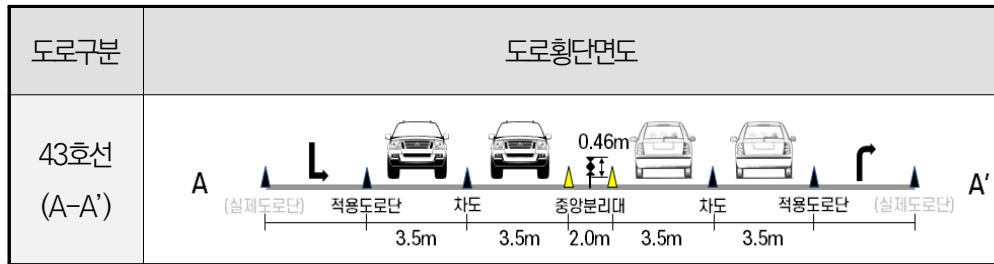 도로구분
도로횡단면도
43호선
(A-A')
0.46m
A
A'
(실제도로단)
적용도로단
차도
중앙분리대
차도
적용도로단
(실제도로단)
3.5m
3.5m
2.0m
3.5m
3.5m